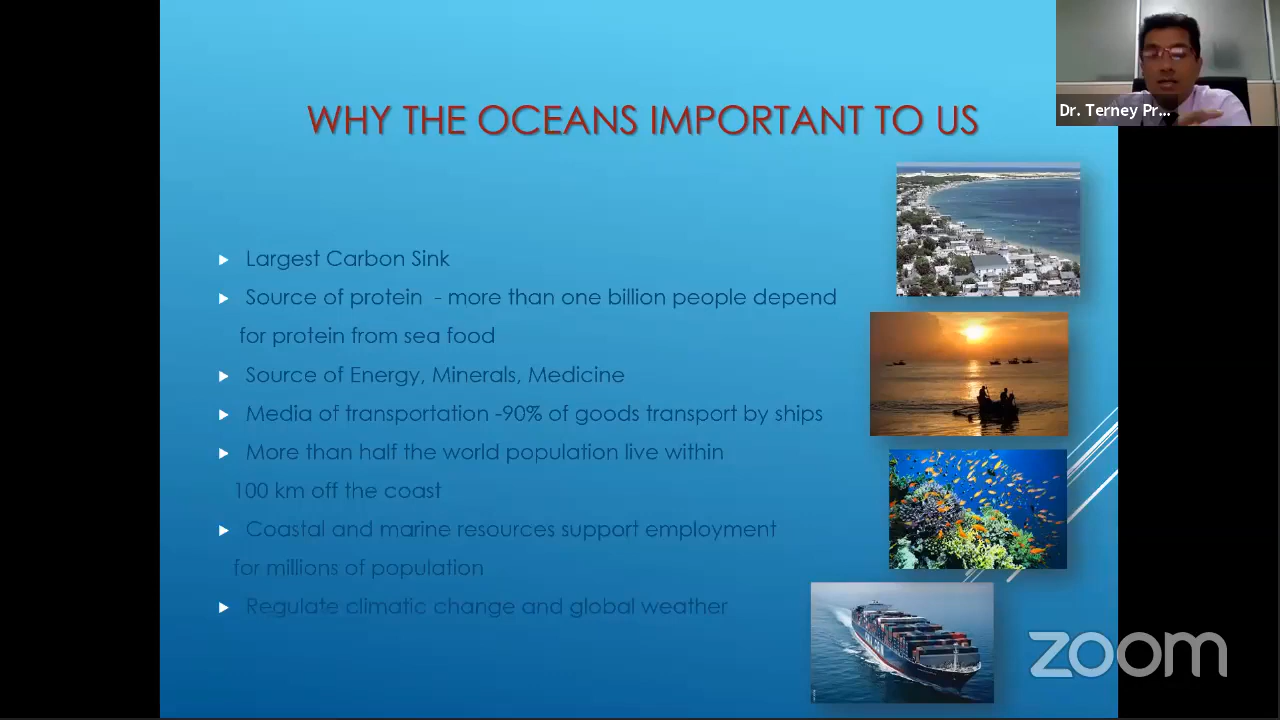 WHY THE OCEANS IMPORTANT TO US
Dr. Terney Pr...
Largest Carbon Sink
Source of protein - more than one billion people depend
for protein from sea food
Source of Energy, Minerals, Medicine
Media of transportation -90% of goods transport by ships
More than half the world population live within
100 km off the coast
Coastal and marine resources support employment
for millions of population
Regulate climatic change and global weather
zoom